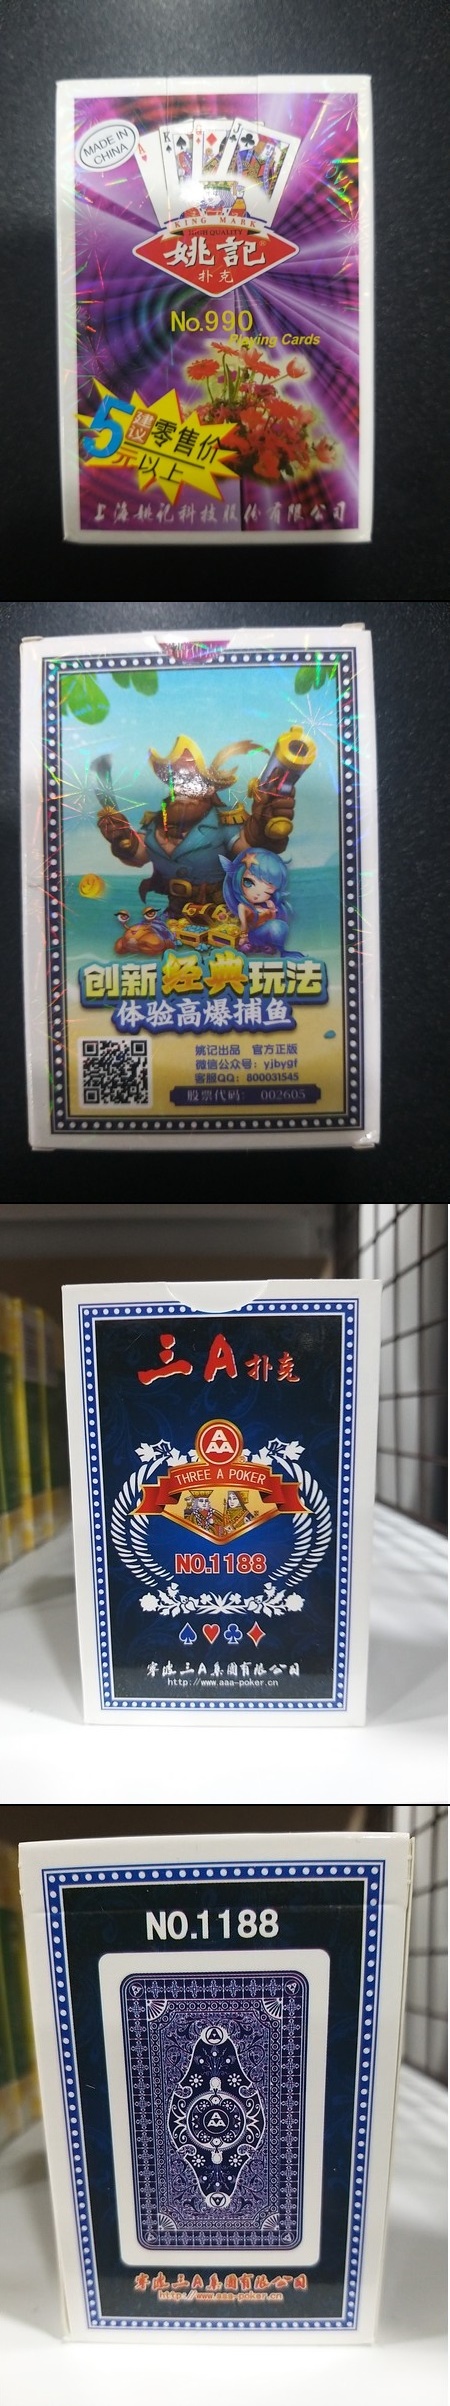 MADE IN
CHINA
A
K
Q
J
KING MARK
HIGH QUALITY
姚記
扑克
No.990
Playing Cards
5元
建议
零售价
以上
上海姚记科技股份有限公司
创新经典玩法
体验高爆捕鱼
姚记出品 官方正版
微信公众号：yjbygf
客服QQ：800031545
股票代码：002605
三A扑克
AAA
THREE A POKER
NO.1188
宁波三A集团有限公司
http://www.aaa-poker.cn
NO.1188
AAA
宁波三A集团有限公司
http://www.aaa-poker.cn